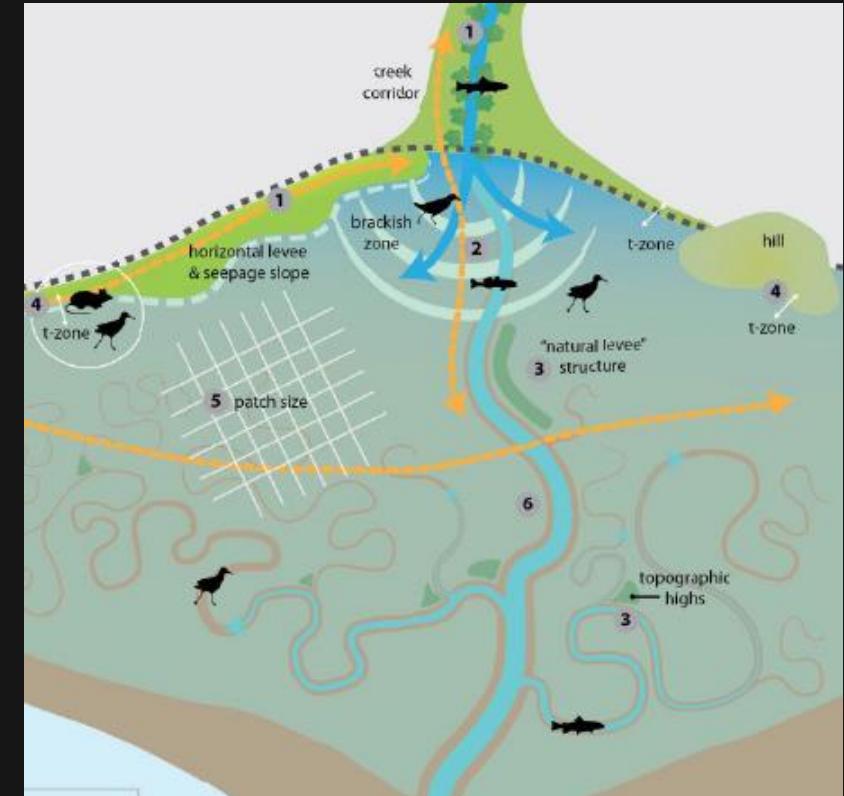 1
creek
corridor
1
brackish
zone
2
t-zone
hill
horizontal levee
& seepage slope
4
4
t-zone
t-zone
"natural levee"
3 structure
5 patch size
6
topographic
highs
3